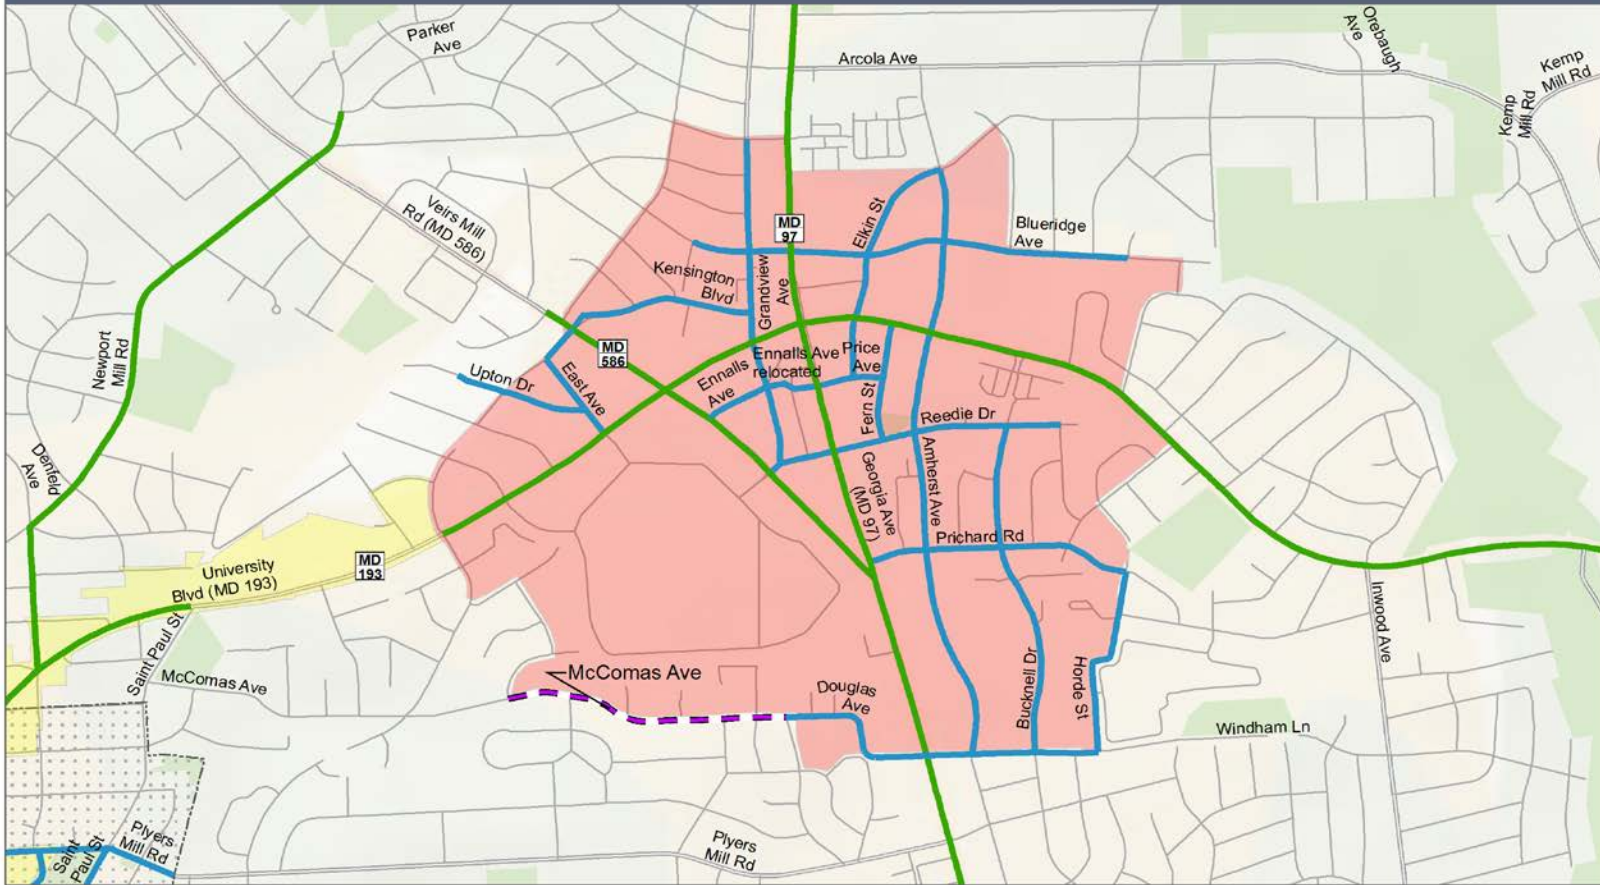 Parker
Ave
Arcola Ave
Orebaugh
Ave
Kemp
Mill Rd
Kemp
Mill Rd
Veirs Mill
Rd (MD 586)
MD
97
Elkin St
Blueridge
Ave
Kensington
Blvd
Grandview
Ave
Newport
Mill Rd
MD
586
Ennalls Ave
relocated
Price
Ave
Upton Dr
East Ave
Ennalls
Ave
Fern St
Reedie Dr
Denfeld
Ave
Georgia Ave
(MD 97)
Amherst Ave
Prichard Rd
MD
193
University
Blvd (MD 193)
Inwood Ave
Saint Paul St
McComas Ave
McComas Ave
Douglas
Ave
Bucknell Dr
Horde St
Windham Ln
Plyers
Mill Rd
Saint
Paul St
Plyers
Mill Rd